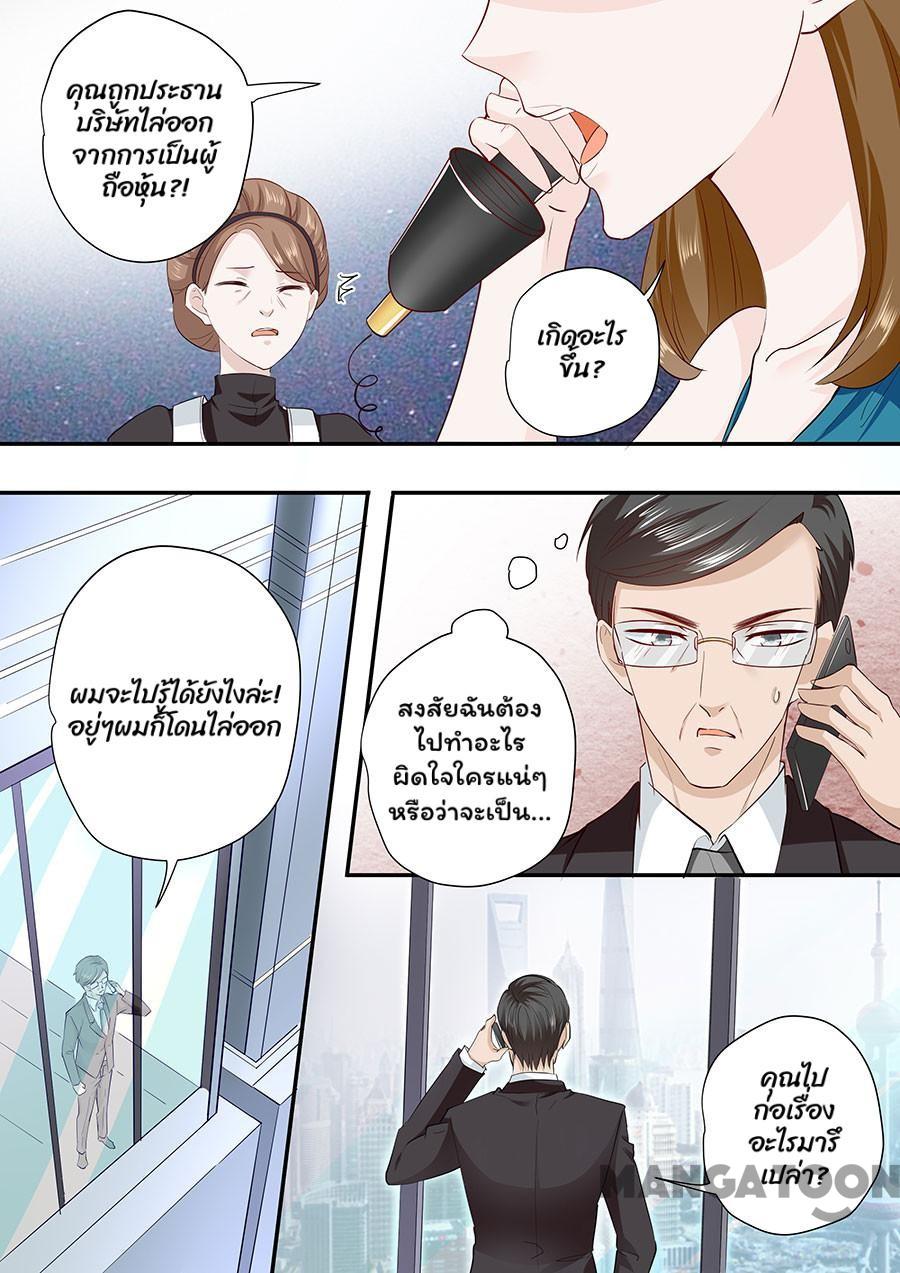 คุณถูกประธาน
บริษัทไล่ออก
จากการเป็นผู้
ถือหุ้น?!
เกิดอะไร
ขึ้น?
ผมจะไปรู้ได้ยังไงล่ะ!
อยู่ๆผมก็โดนไล่ออก
สงสัยฉันต้อง
ไปทำอะไร
ผิดใจใครแน่ๆ
หรือว่าจะเป็น...
คุณไป
ก่อเรื่อง
อะไรมารึ
เปล่า?
MANGATOON